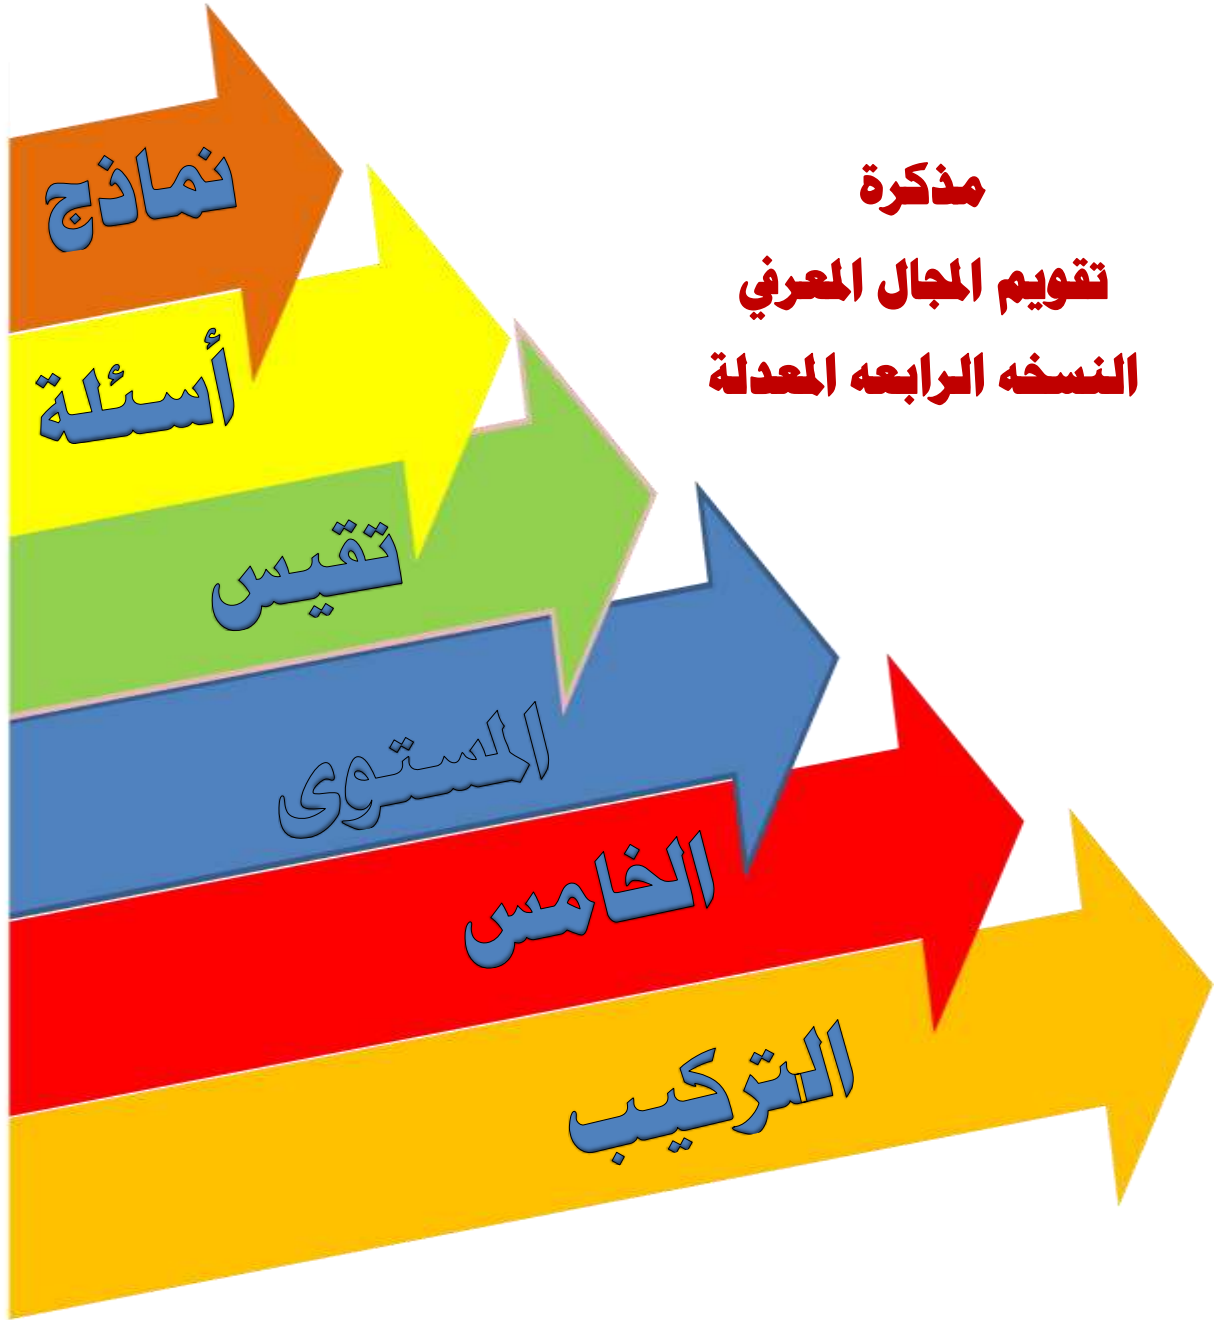 مذكرة
تقويم المجال المعرفي
النسخه الرابعه المعدلة
نماذج
أسئلة
تقيس
المستوى
الخامس
التركيب